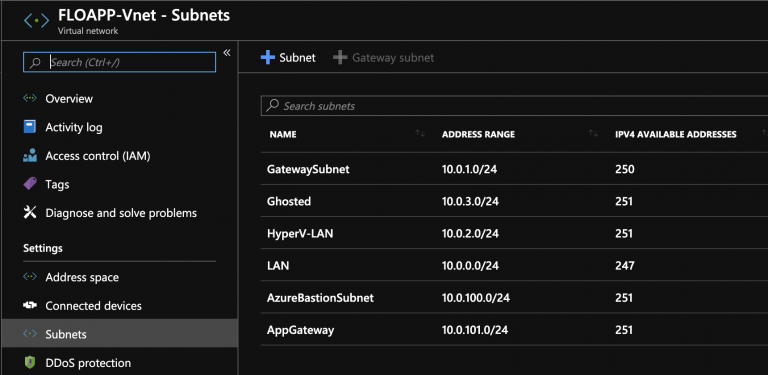 FLOAPP-Vnet - Subnets
Virtual network
Search (Ctrl+/)
«
Overview
Activity log
Access control (IAM)
Tags
Diagnose and solve problems
Settings
Address space
Connected devices
Subnets
DDoS protection
+ Subnet + Gateway subnet
Search subnets
NAME ADDRESS RANGE IPV4 AVAILABLE ADDRESSES
GatewaySubnet 10.0.1.0/24 250
Ghosted 10.0.3.0/24 251
HyperV-LAN 10.0.2.0/24 251
LAN 10.0.0.0/24 247
AzureBastionSubnet 10.0.100.0/24 251
AppGateway 10.0.101.0/24 251